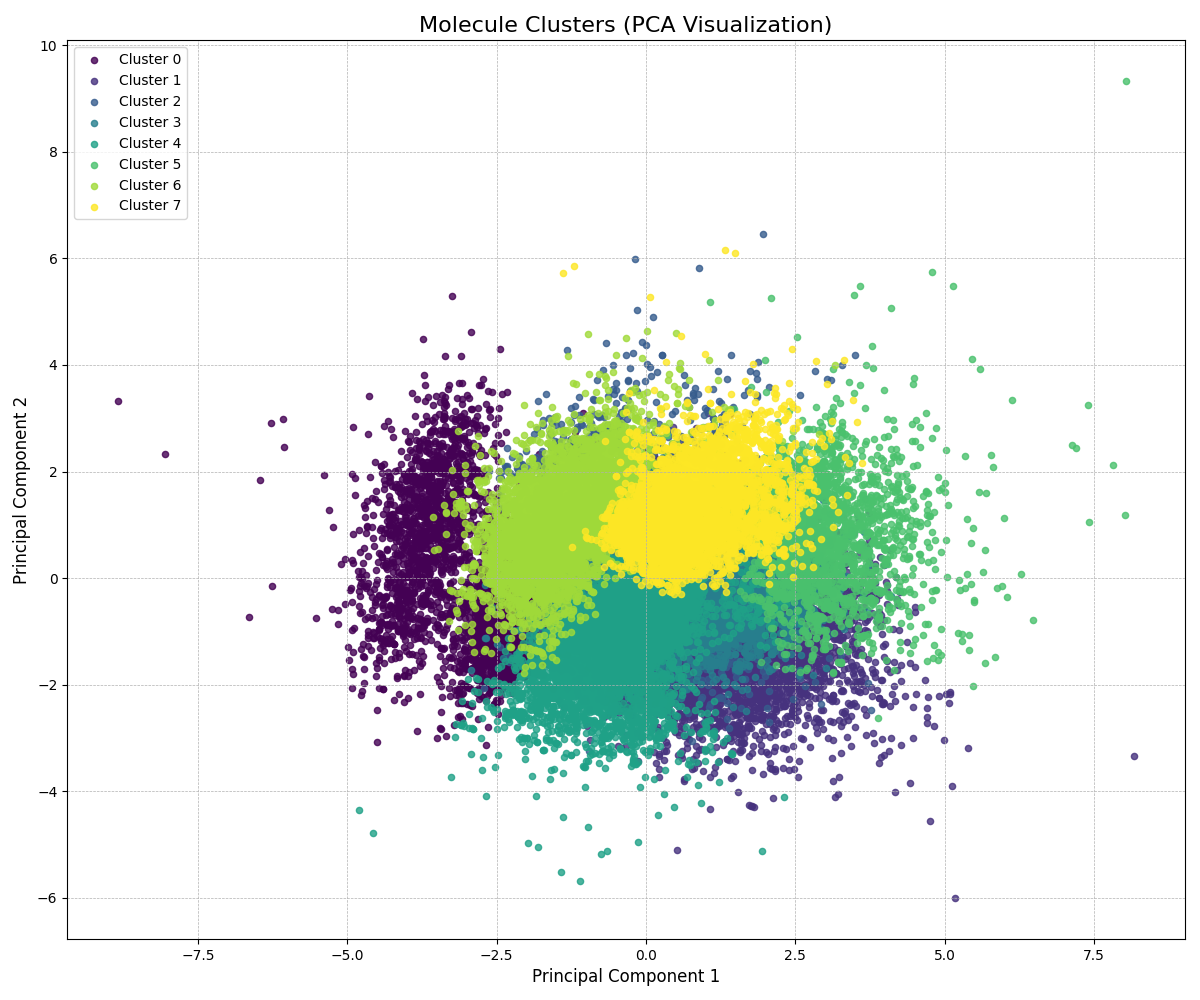 Molecule Clusters (PCA Visualization)
10
8
6
4
2
0
−2
−4
−6
Principal Component 2
Cluster 0
Cluster 1
Cluster 2
Cluster 3
Cluster 4
Cluster 5
Cluster 6
Cluster 7
−7.5 −5.0 −2.5 0.0 2.5 5.0 7.5
Principal Component 1